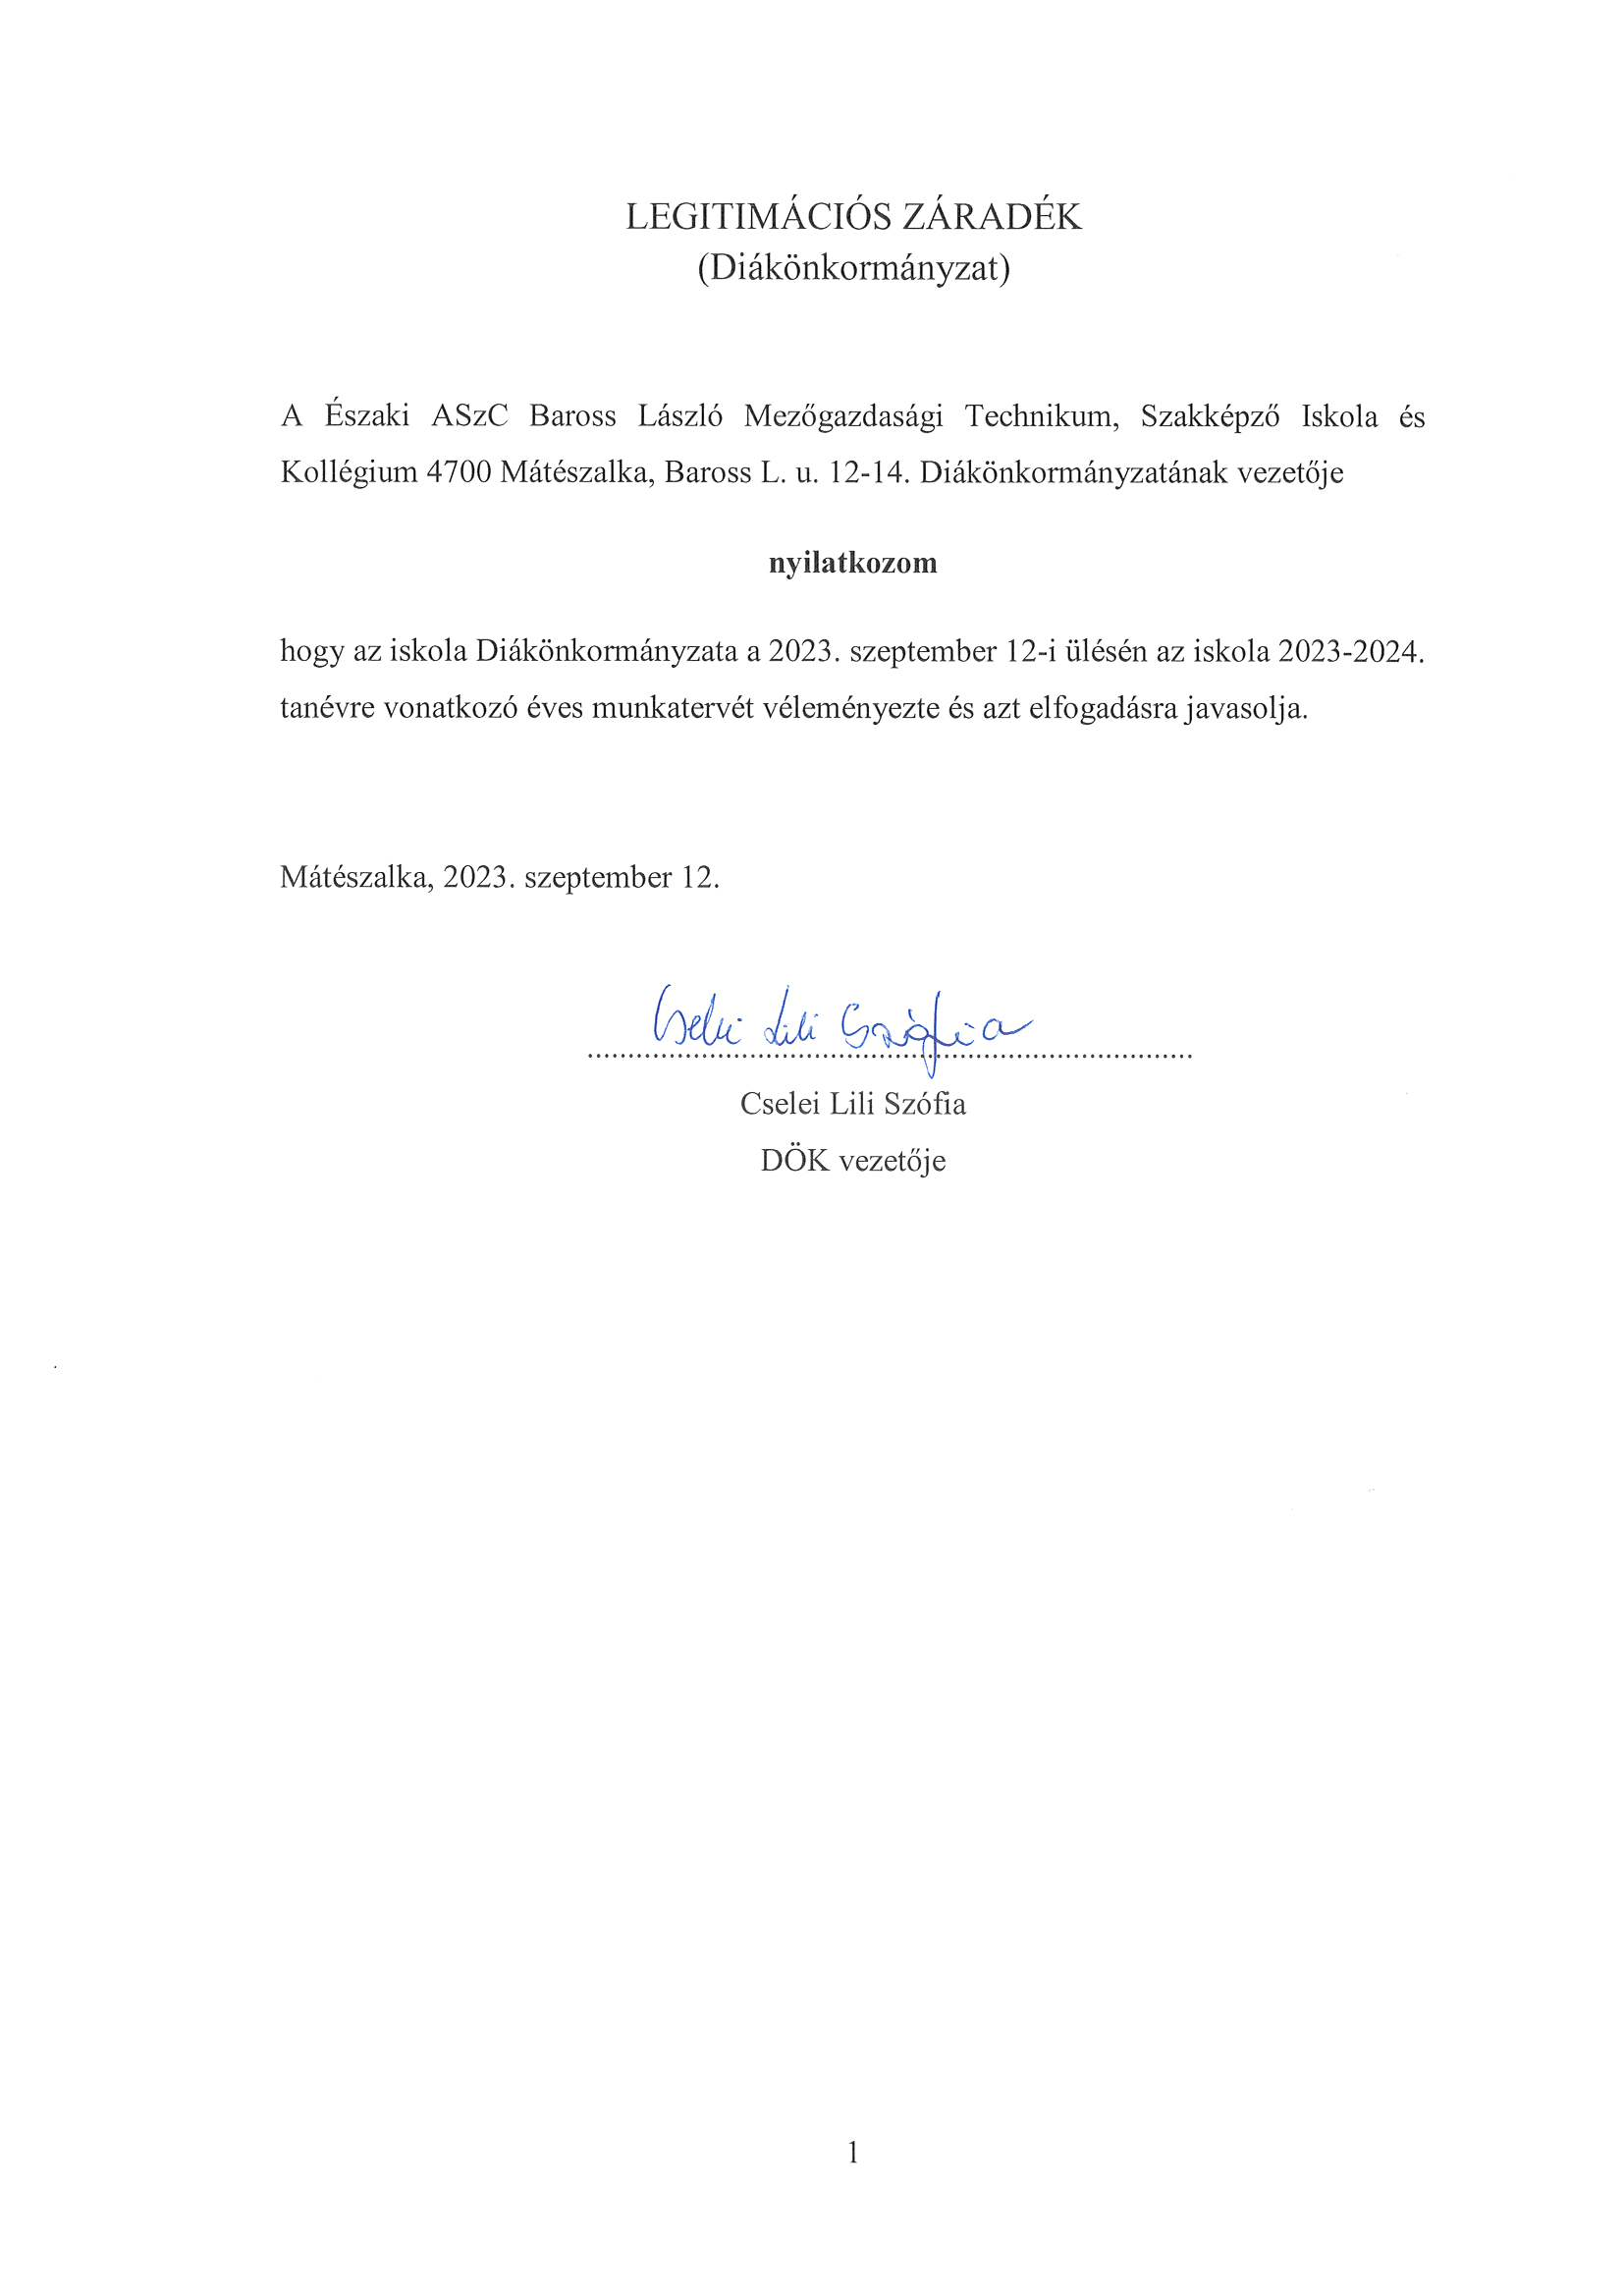 LEGITIMÁCIÓS ZÁRADÉK
(Diákönkormányzat)
A Északi ASzC Baross László Mezőgazdasági Technikum, Szakképző Iskola és
Kollégium 4700 Mátészalka, Baross L. u. 12-14. Diákönkormányzatának vezetője
nyilatkozom
hogy az iskola Diákönkormányzata a 2023. szeptember 12-i ülésén az iskola 2023-2024.
tanévre vonatkozó éves munkatervét véleményezte és azt elfogadásra javasolja.
Mátészalka, 2023. szeptember 12.
Cselei Lili Szófia
Cselei Lili Szófia
DÖK vezetője
1